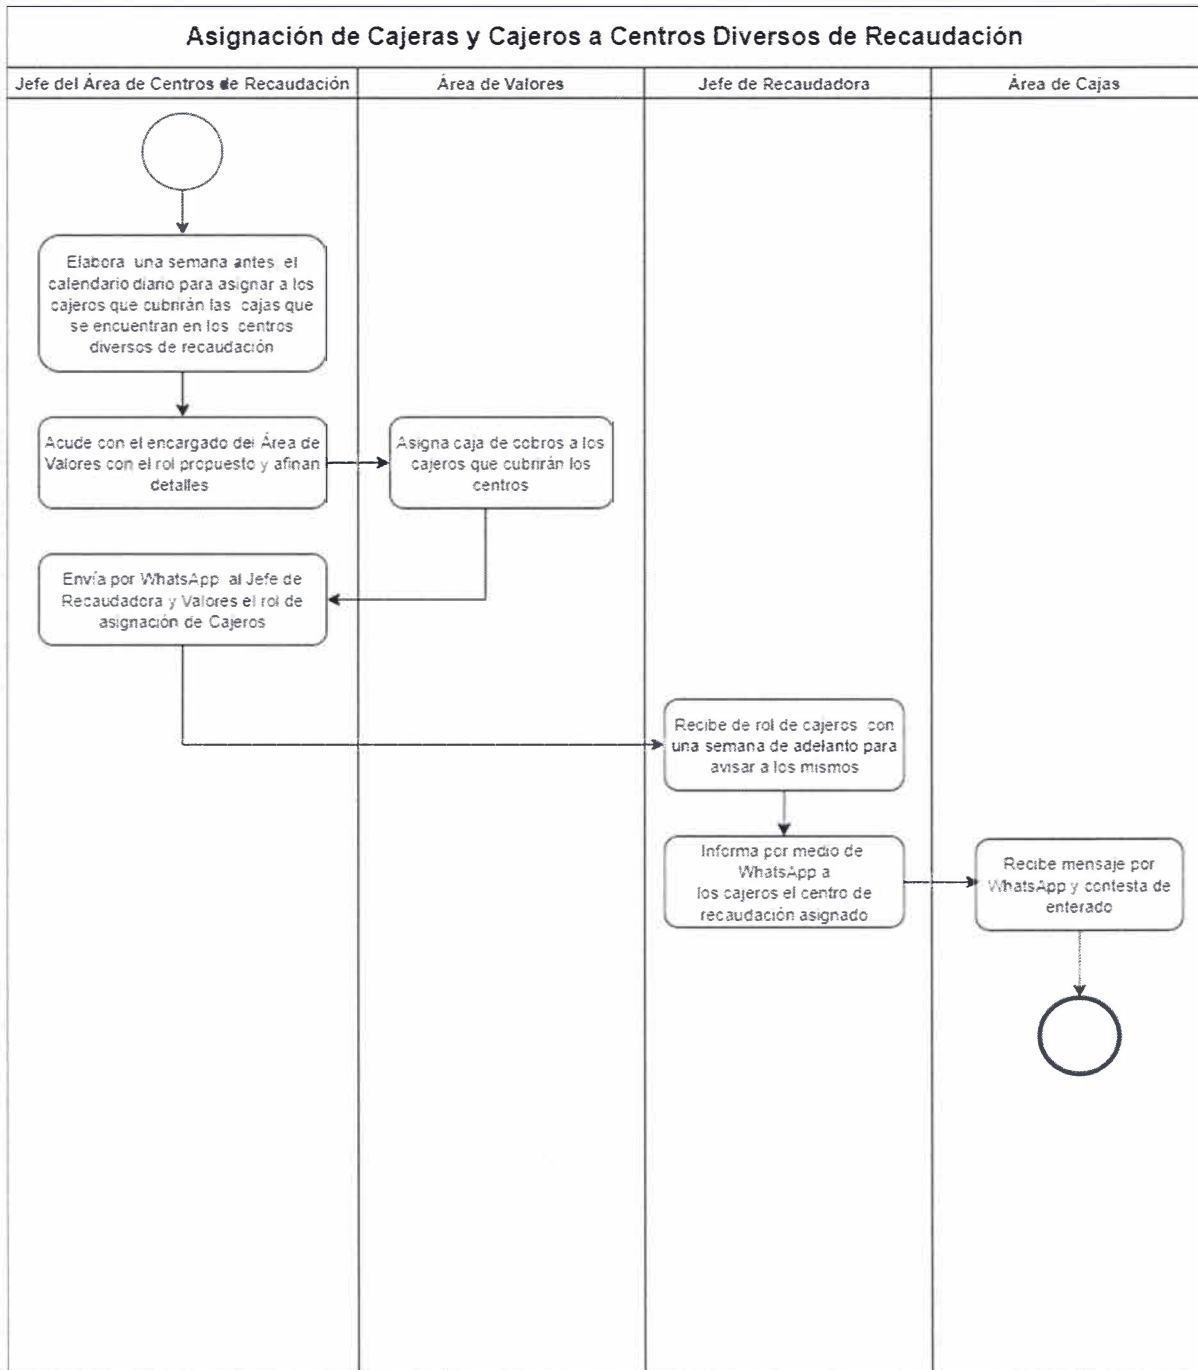 Asignación de Cajeras y Cajeros a Centros Diversos de Recaudación
Jefe del Área de Centros de Recaudación
Área de Valores
Jefe de Recaudadora
Área de Cajas
Elabora una semana antes el
calendario diario para asignar a los
cajeros que cubrirán las cajas que
se encuentran en los centros
diversos de recaudación
Acude con el encargado del Área de
Valores con el rol propuesto y afinan
detalles
Asigna caja de cobros a los
cajeros que cubrirán los
centros
Envía por WhatsApp al Jefe de
Recaudadora y Valores el rol de
asignación de Cajeros
Recibe de rol de cajeros con
una semana de adelanto para
avisar a los mismos
Informa por medio de
WhatsApp a
los cajeros el centro de
recaudación asignado
Recibe mensaje por
WhatsApp y contesta de
enterado